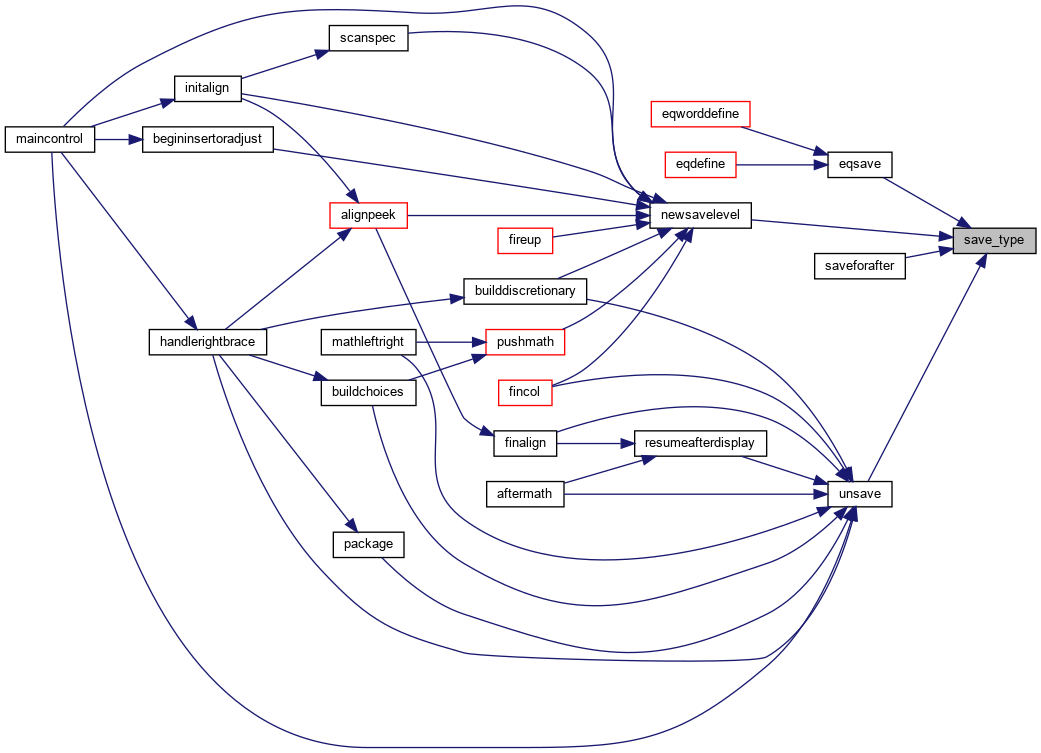 scanspec
initalign
eqworddefine
maincontrol
begininsertoradjust
eqdefine
eqsave
alignpeek
newsavelevel
fireup
save_type
saveforafter
builddiscretionary
handlerightbrace
mathleftright
pushmath
buildchoices
fincol
finalign
resumeafterdisplay
aftermath
unsave
package